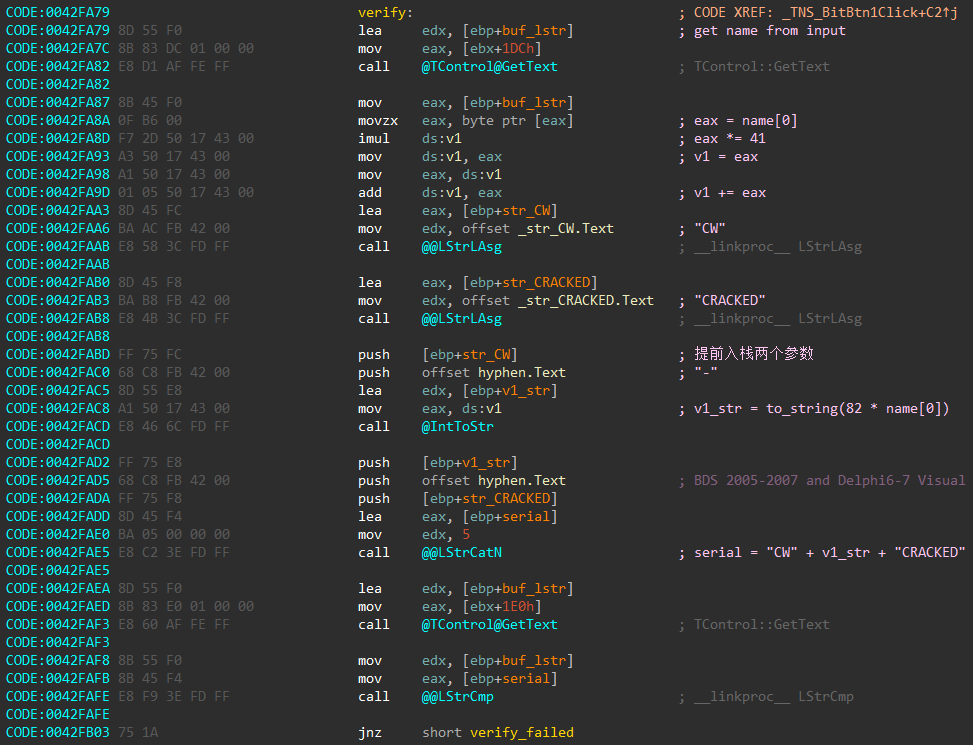 CODE:0042FA79 verify: ; CODE XREF: _TNS_BitBtn1Click+C2↑j
CODE:0042FA79 8D 55 F0 lea edx, [ebp+buf_lstr] ; get name from input
CODE:0042FA7C 8B 83 DC 01 00 00 mov eax, [ebx+1DCh]
CODE:0042FA82 E8 D1 AF FE FF call @TControl@GetText ; TControl::GetText
CODE:0042FA82
CODE:0042FA87 8B 45 F0 mov eax, [ebp+buf_lstr]
CODE:0042FA8A 0F B6 00 movzx eax, byte ptr [eax] ; eax = name[0]
CODE:0042FA8D F7 2D 50 17 43 00 imul ds:v1 ; eax *= 41
CODE:0042FA93 A3 50 17 43 00 mov ds:v1, eax ; v1 = eax
CODE:0042FA98 A1 50 17 43 00 mov eax, ds:v1
CODE:0042FA9D 01 05 50 17 43 00 add ds:v1, eax ; v1 += eax
CODE:0042FAA3 8D 45 FC lea eax, [ebp+str_CW]
CODE:0042FAA6 BA AC FB 42 00 mov edx, offset _str_CW.Text ; "CW"
CODE:0042FAAB E8 58 3C FD FF call @@LStrLAsg ; __linkproc__ LStrLAsg
CODE:0042FAAB
CODE:0042FAB0 8D 45 F8 lea eax, [ebp+str_CRACKED]
CODE:0042FAB3 BA B8 FB 42 00 mov edx, offset _str_CRACKED.Text ; "CRACKED"
CODE:0042FAB8 E8 4B 3C FD FF call @@LStrLAsg ; __linkproc__ LStrLAsg
CODE:0042FAB8
CODE:0042FABD FF 75 FC push [ebp+str_CW] ; 提前入栈两个参数
CODE:0042FAC0 68 C8 FB 42 00 push offset hyphen.Text ; "-"
CODE:0042FAC5 8D 55 E8 lea edx, [ebp+v1_str]
CODE:0042FAC8 A1 50 17 43 00 mov eax, ds:v1 ; v1_str = to_string(82 * name[0])
CODE:0042FACD E8 46 6C FD FF call @IntToStr
CODE:0042FACD
CODE:0042FAD2 FF 75 E8 push [ebp+v1_str]
CODE:0042FAD5 68 C8 FB 42 00 push offset hyphen.Text ; BDS 2005-2007 and Delphi6-7 Visual
CODE:0042FADA FF 75 F8 push [ebp+str_CRACKED]
CODE:0042FADD 8D 45 F4 lea eax, [ebp+serial]
CODE:0042FAE0 BA 05 00 00 00 mov edx, 5
CODE:0042FAE5 E8 C2 3E FD FF call @@LStrCatN ; serial = "CW" + v1_str + "CRACKED"
CODE:0042FAE5
CODE:0042FAEA 8D 55 F0 lea edx, [ebp+buf_lstr]
CODE:0042FAED 8B 83 E0 01 00 00 mov eax, [ebx+1E0h]
CODE:0042FAF3 E8 60 AF FE FF call @TControl@GetText ; TControl::GetText
CODE:0042FAF3
CODE:0042FAF8 8B 55 F0 mov edx, [ebp+buf_lstr]
CODE:0042FAFB 8B 45 F4 mov eax, [ebp+serial]
CODE:0042FAFE E8 F9 3E FD FF call @@LStrCmp ; __linkproc__ LStrCmp
CODE:0042FAFE
CODE:0042FB03 75 1A jnz short verify_failed